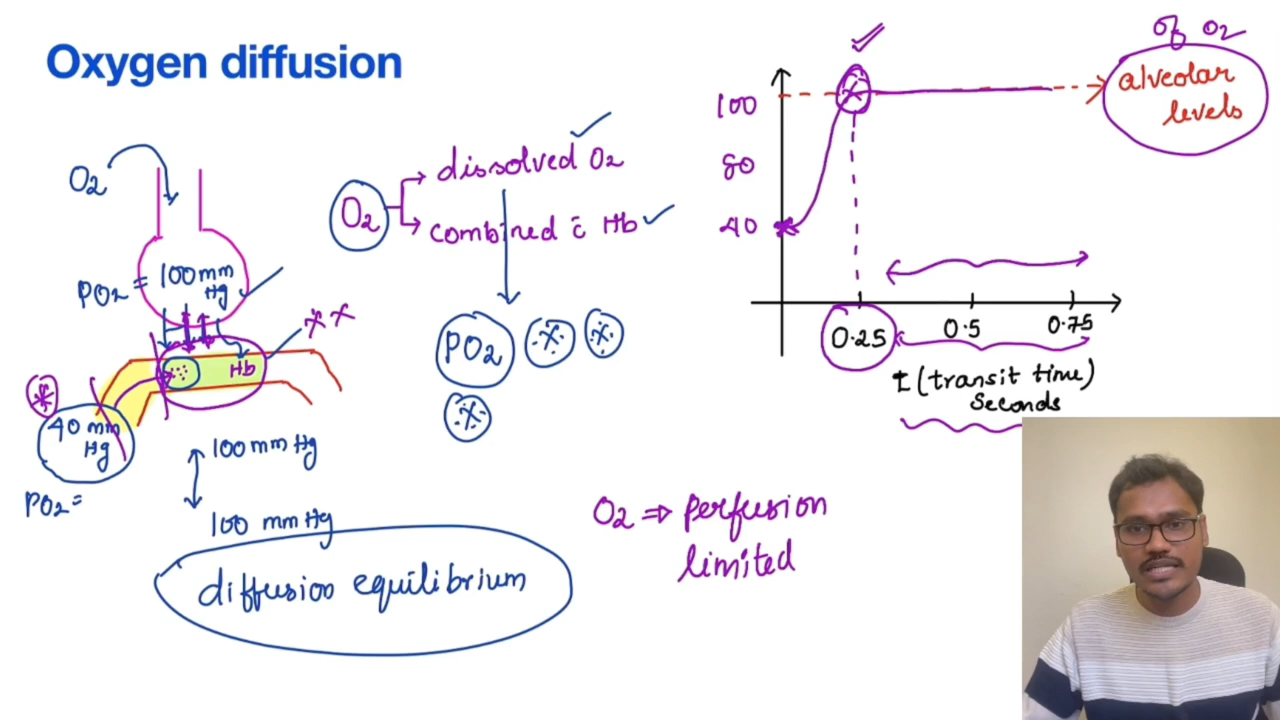 Oxygen diffusion
O2
PO2 = 100mm
Hg
Hb
40 mm
Hg
PO2 =
100 mm Hg
100 mm Hg
diffusion equilibrium
O2
dissolved O2
combined c̄ Hb
PO2
O2 ⇒ perfusion
limited
of O2
alveolar
levels
100
80
40
0.25
0.5
0.75
t (transit time)
Seconds